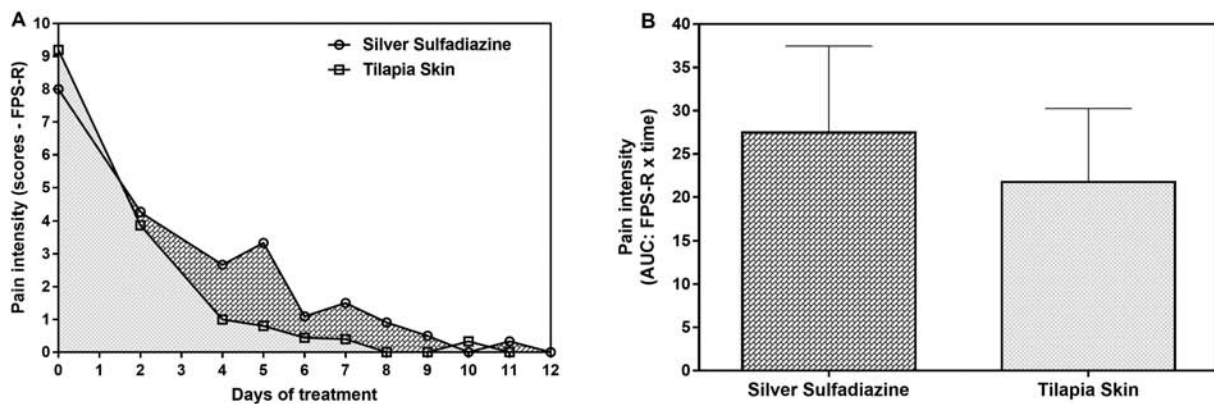 A
Pain intensity (scores - FPS-R)
10
9
8
7
6
5
4
3
2
1
0
Silver Sulfadiazine
Tilapia Skin
0 1 2 3 4 5 6 7 8 9 10 11 12
Days of treatment
B
Pain intensity
(AUC: FPS-R x time)
40
35
30
25
20
15
10
5
0
Silver Sulfadiazine Tilapia Skin